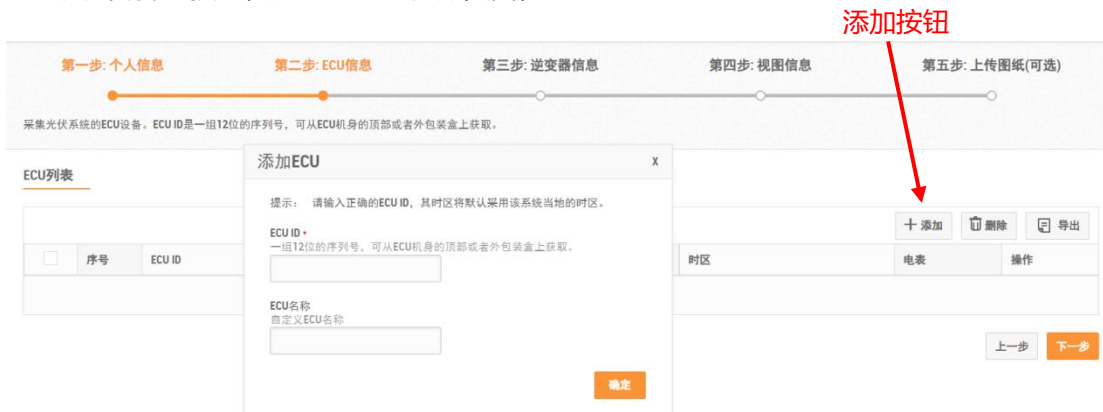 添加按钮
第一步: 个人信息
第二步: ECU信息
第三步: 逆变器信息
第四步: 视图信息
第五步: 上传图纸(可选)
采集光伏系统的ECU设备。ECU ID是一组12位的序列号，可从ECU机身的顶部或者外包装盒上获取。
ECU列表
添加ECU
X
提示： 请输入正确的ECU ID，其时区将默认采用该系统当地的时区。
ECU ID •
一组12位的序列号，可从ECU机身的顶部或者外包装盒上获取。
ECU名称
自定义ECU名称
确定
添加
删除
导出
序号
ECU ID
时区
电表
操作
上一步
下一步